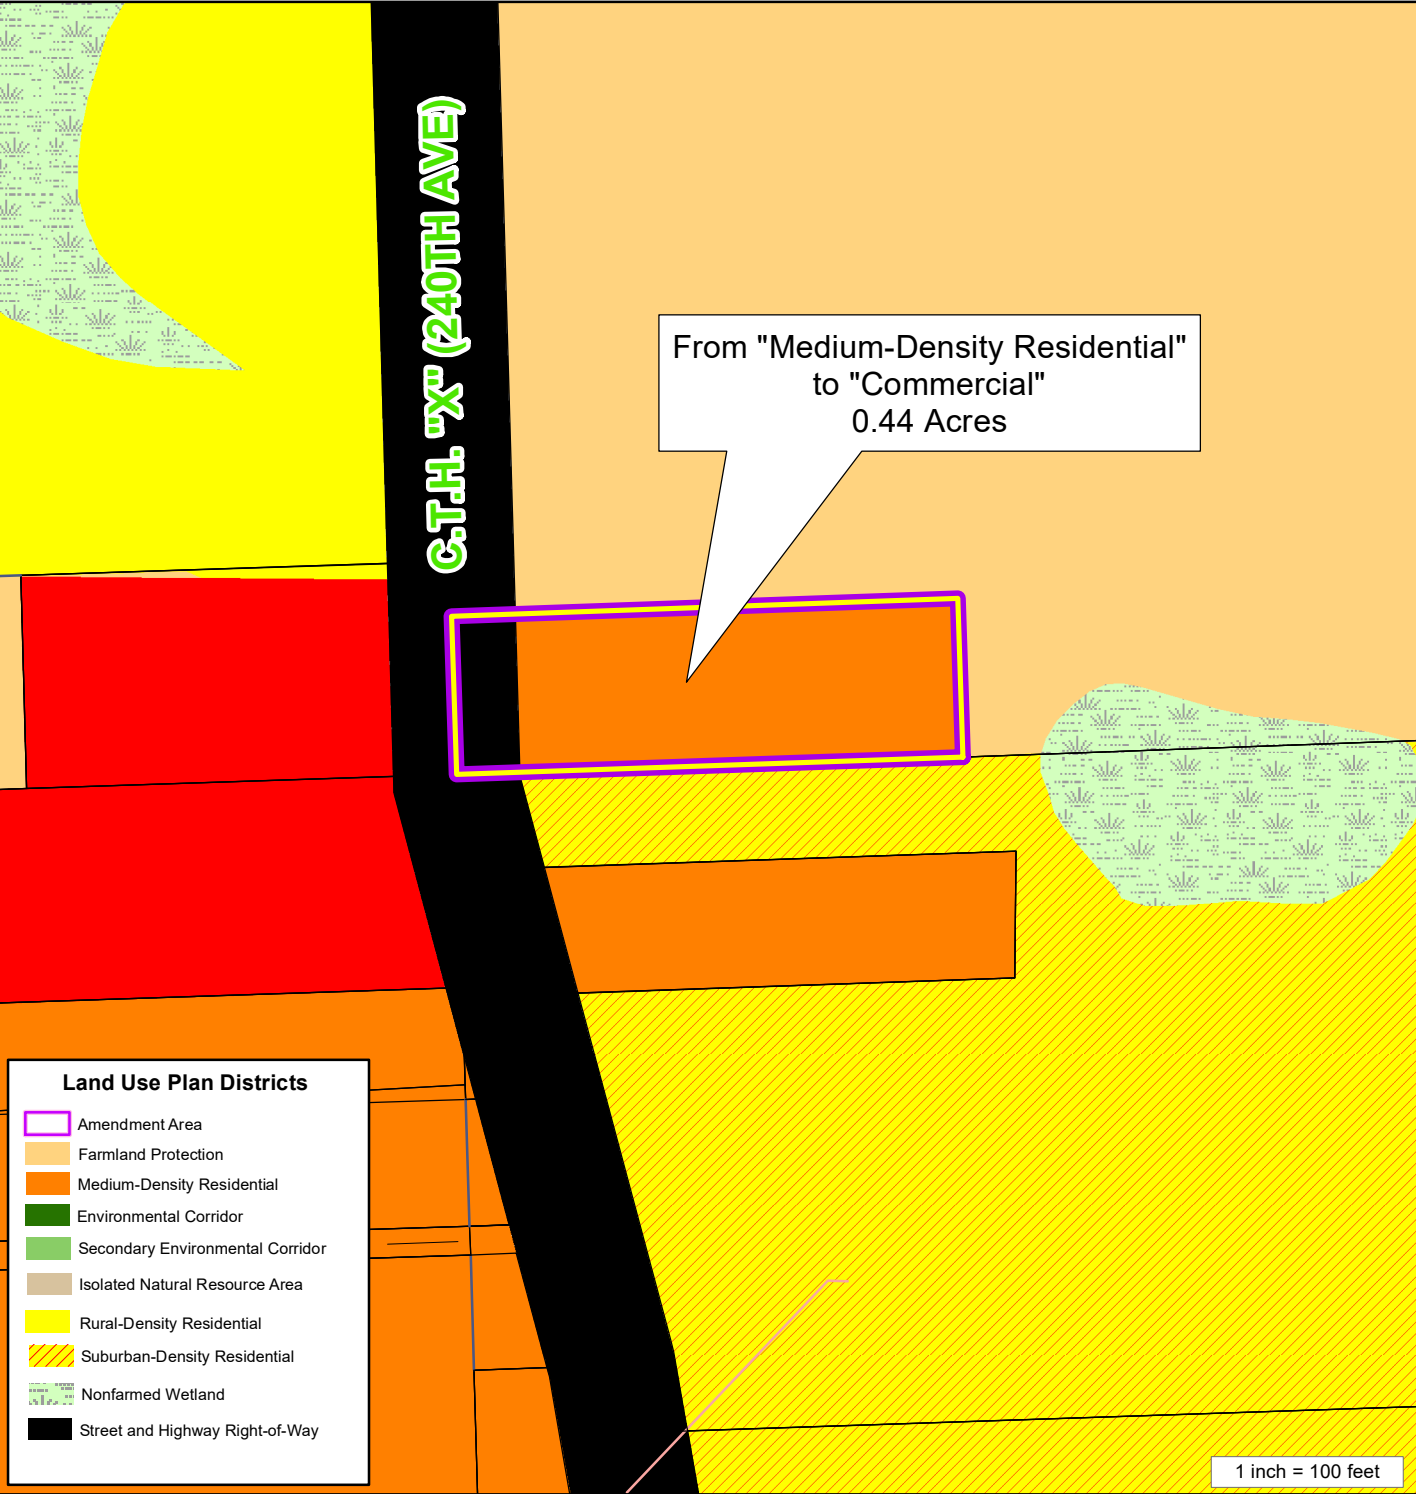 C.T.H. "X" (240TH AVE)
From "Medium-Density Residential"
to "Commercial"
0.44 Acres
Land Use Plan Districts
Amendment Area
Farmland Protection
Medium-Density Residential
Environmental Corridor
Secondary Environmental Corridor
Isolated Natural Resource Area
Rural-Density Residential
Suburban-Density Residential
Nonfarmed Wetland
Street and Highway Right-of-Way
1 inch = 100 feet